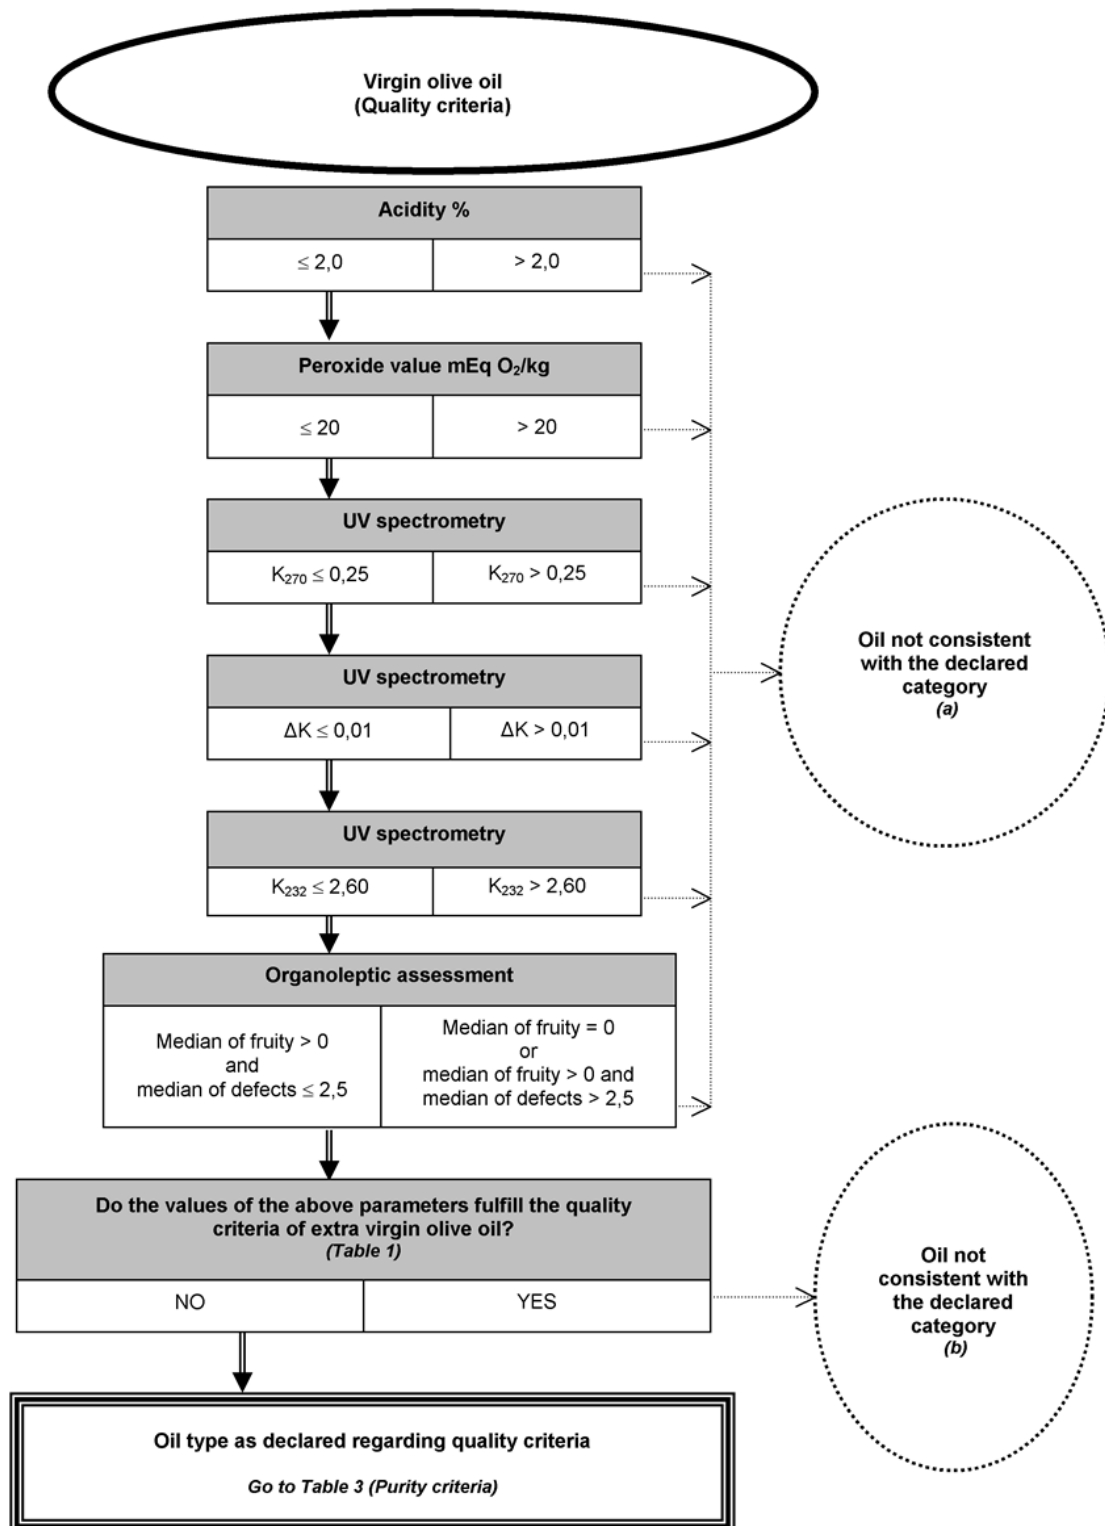 Virgin olive oil
(Quality criteria)
Acidity %
≤ 2,0
> 2,0
Peroxide value mEq O₂/kg
≤ 20
> 20
UV spectrometry
K₂₇₀ ≤ 0,25
K₂₇₀ > 0,25
UV spectrometry
ΔK ≤ 0,01
ΔK > 0,01
UV spectrometry
K₂₃₂ ≤ 2,60
K₂₃₂ > 2,60
Oil not consistent
with the declared
category
(a)
Organoleptic assessment
Median of fruity > 0
and
median of defects ≤ 2,5
Median of fruity = 0
or
median of fruity > 0 and
median of defects > 2,5
Do the values of the above parameters fulfill the quality
criteria of extra virgin olive oil?
(Table 1)
NO
YES
Oil not
consistent with
the declared
category
(b)
Oil type as declared regarding quality criteria
Go to Table 3 (Purity criteria)